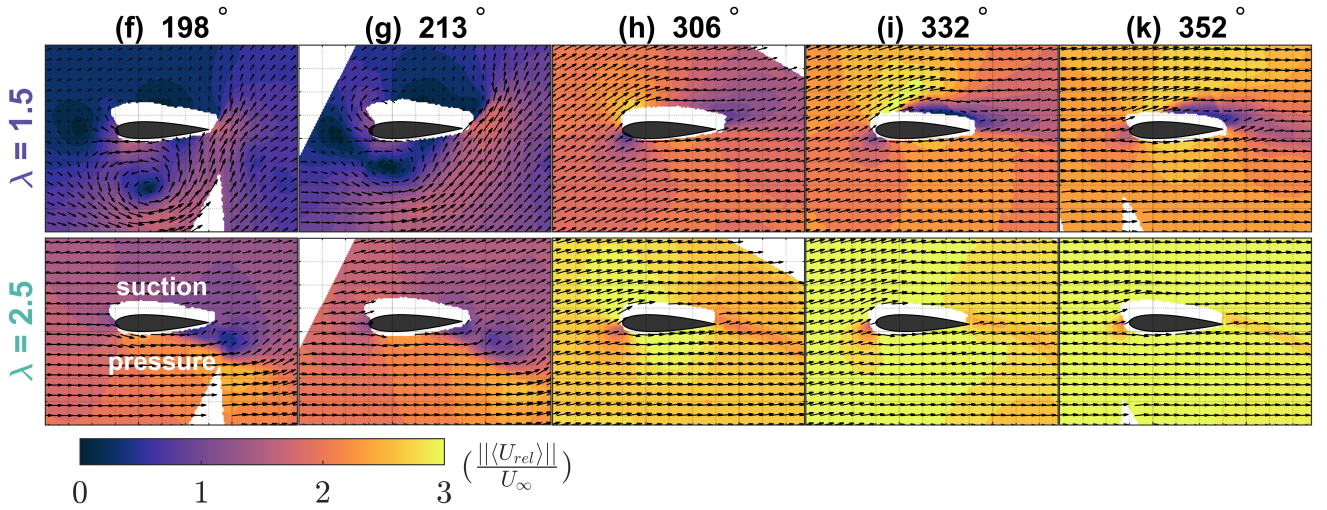 (f) 198°
(g) 213°
(h) 306°
(i) 332°
(k) 352°
λ = 1.5
λ = 2.5
suction
pressure
0 1 2 3
(||⟨U_rel⟩||/U_∞)